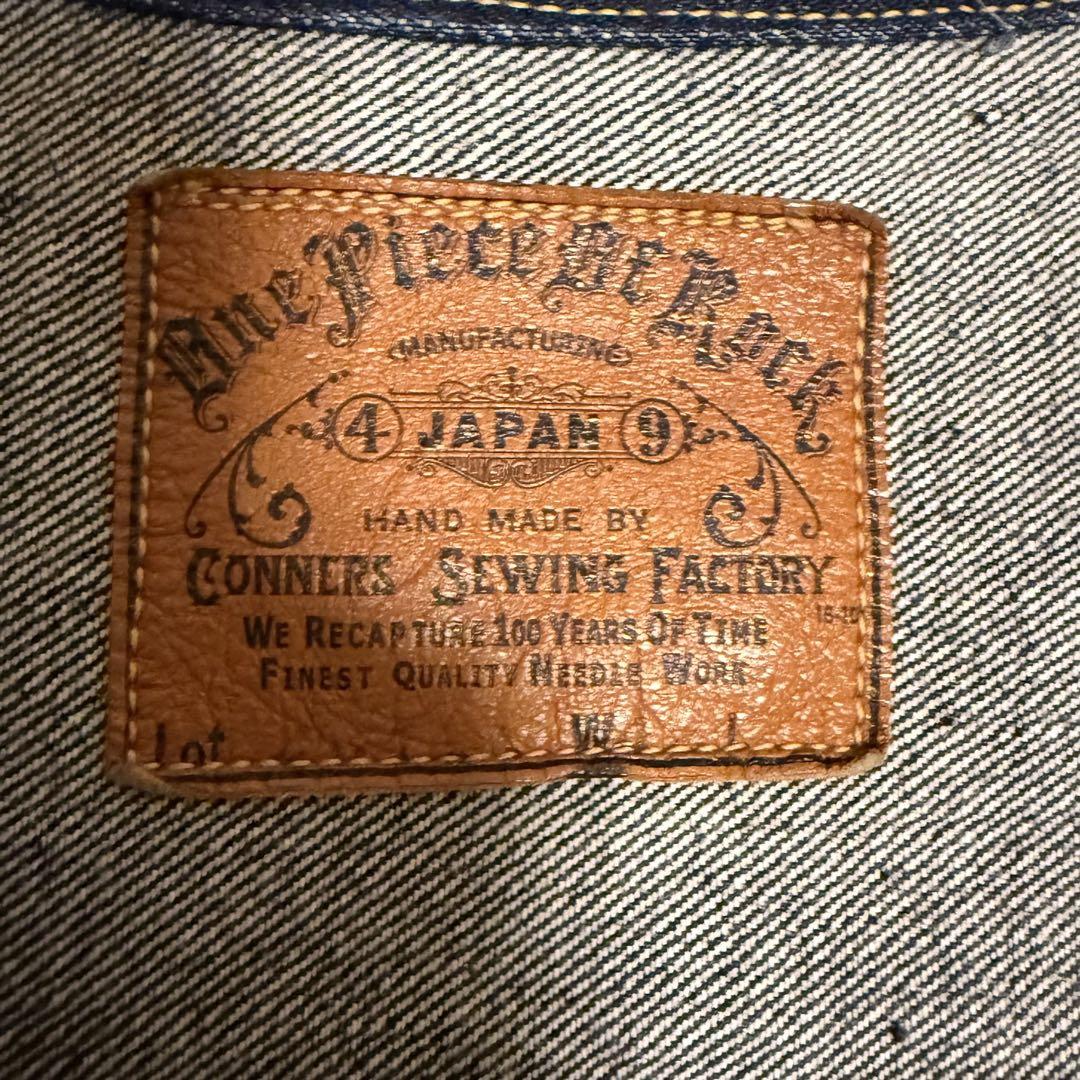 One Piece Of Rock
MANUFACTURING
4 JAPAN 9
HAND MADE BY
CONNERS SEWING FACTORY
WE RECAPTURE 100 YEARS OF TIME
FINEST QUALITY NEEDLE WORK
Lot W L